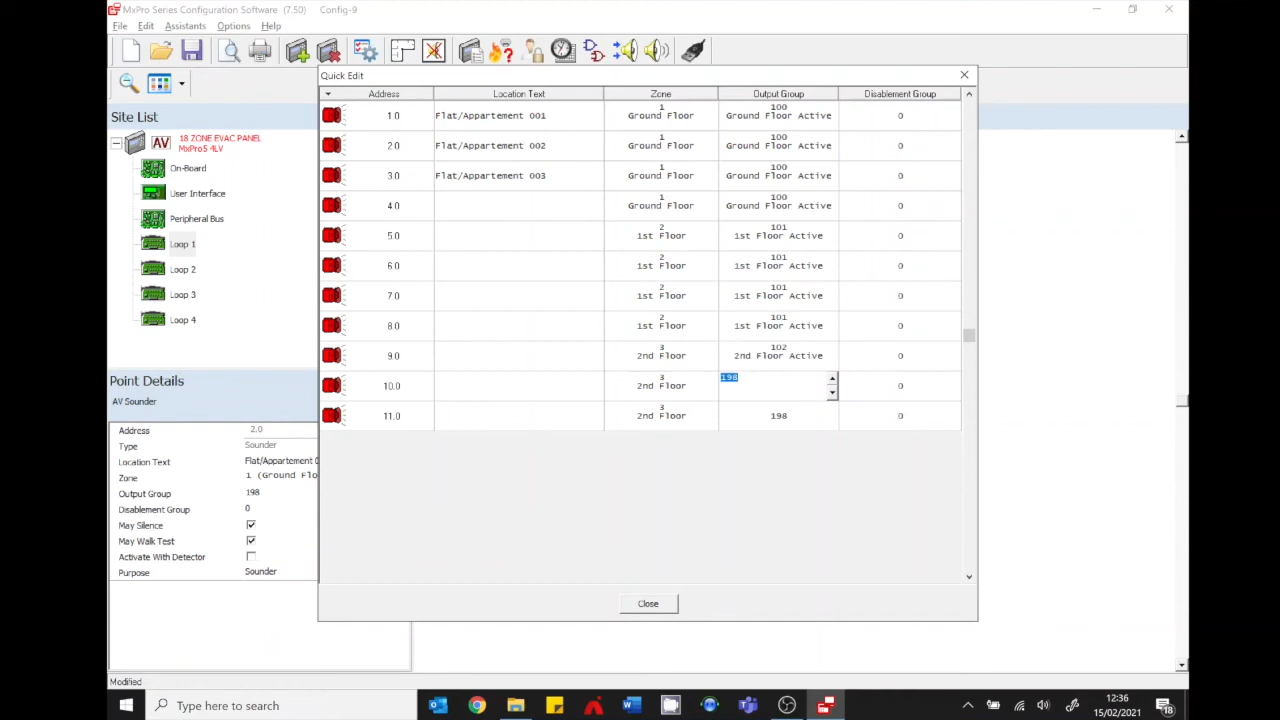 MxPro Series Configuration Software (7.50) Config-9
File Edit Assistants Options Help
Quick Edit
Site List
AV
18 ZONE EVAC PANEL
MxPro5 4LV
On-Board
User Interface
Peripheral Bus
Loop 1
Loop 2
Loop 3
Loop 4
Point Details
AV Sounder
Address 2.0
Type Sounder
Location Text Flat/Appartement 0
Zone 1 (Ground Flo
Output Group 198
Disablement Group 0
May Silence
May Walk Test
Activate With Detector
Purpose Sounder
Address Location Text Zone Output Group Disablement Group
1 100
1.0 Flat/Appartement 001 Ground Floor Ground Floor Active 0
1 100
2.0 Flat/Appartement 002 Ground Floor Ground Floor Active 0
1 100
3.0 Flat/Appartement 003 Ground Floor Ground Floor Active 0
1 100
4.0 Ground Floor Ground Floor Active 0
2 101
5.0 1st Floor 1st Floor Active 0
2 101
6.0 1st Floor 1st Floor Active 0
2 101
7.0 1st Floor 1st Floor Active 0
2 101
8.0 1st Floor 1st Floor Active 0
3 102
9.0 2nd Floor 2nd Floor Active 0
3 198
10.0 2nd Floor 0
3
11.0 2nd Floor 198 0
Close
Modified
Type here to search
12:36
15/02/2021
18